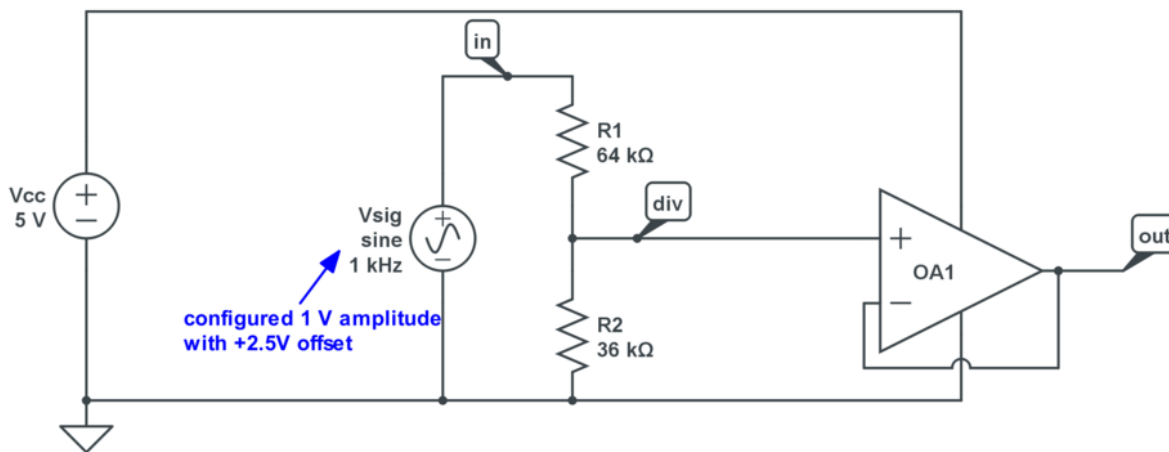 in
R1
64 kΩ
Vcc
5 V
Vsig
sine
1 kHz
div
out
OA1
configured 1 V amplitude
with +2.5V offset
R2
36 kΩ